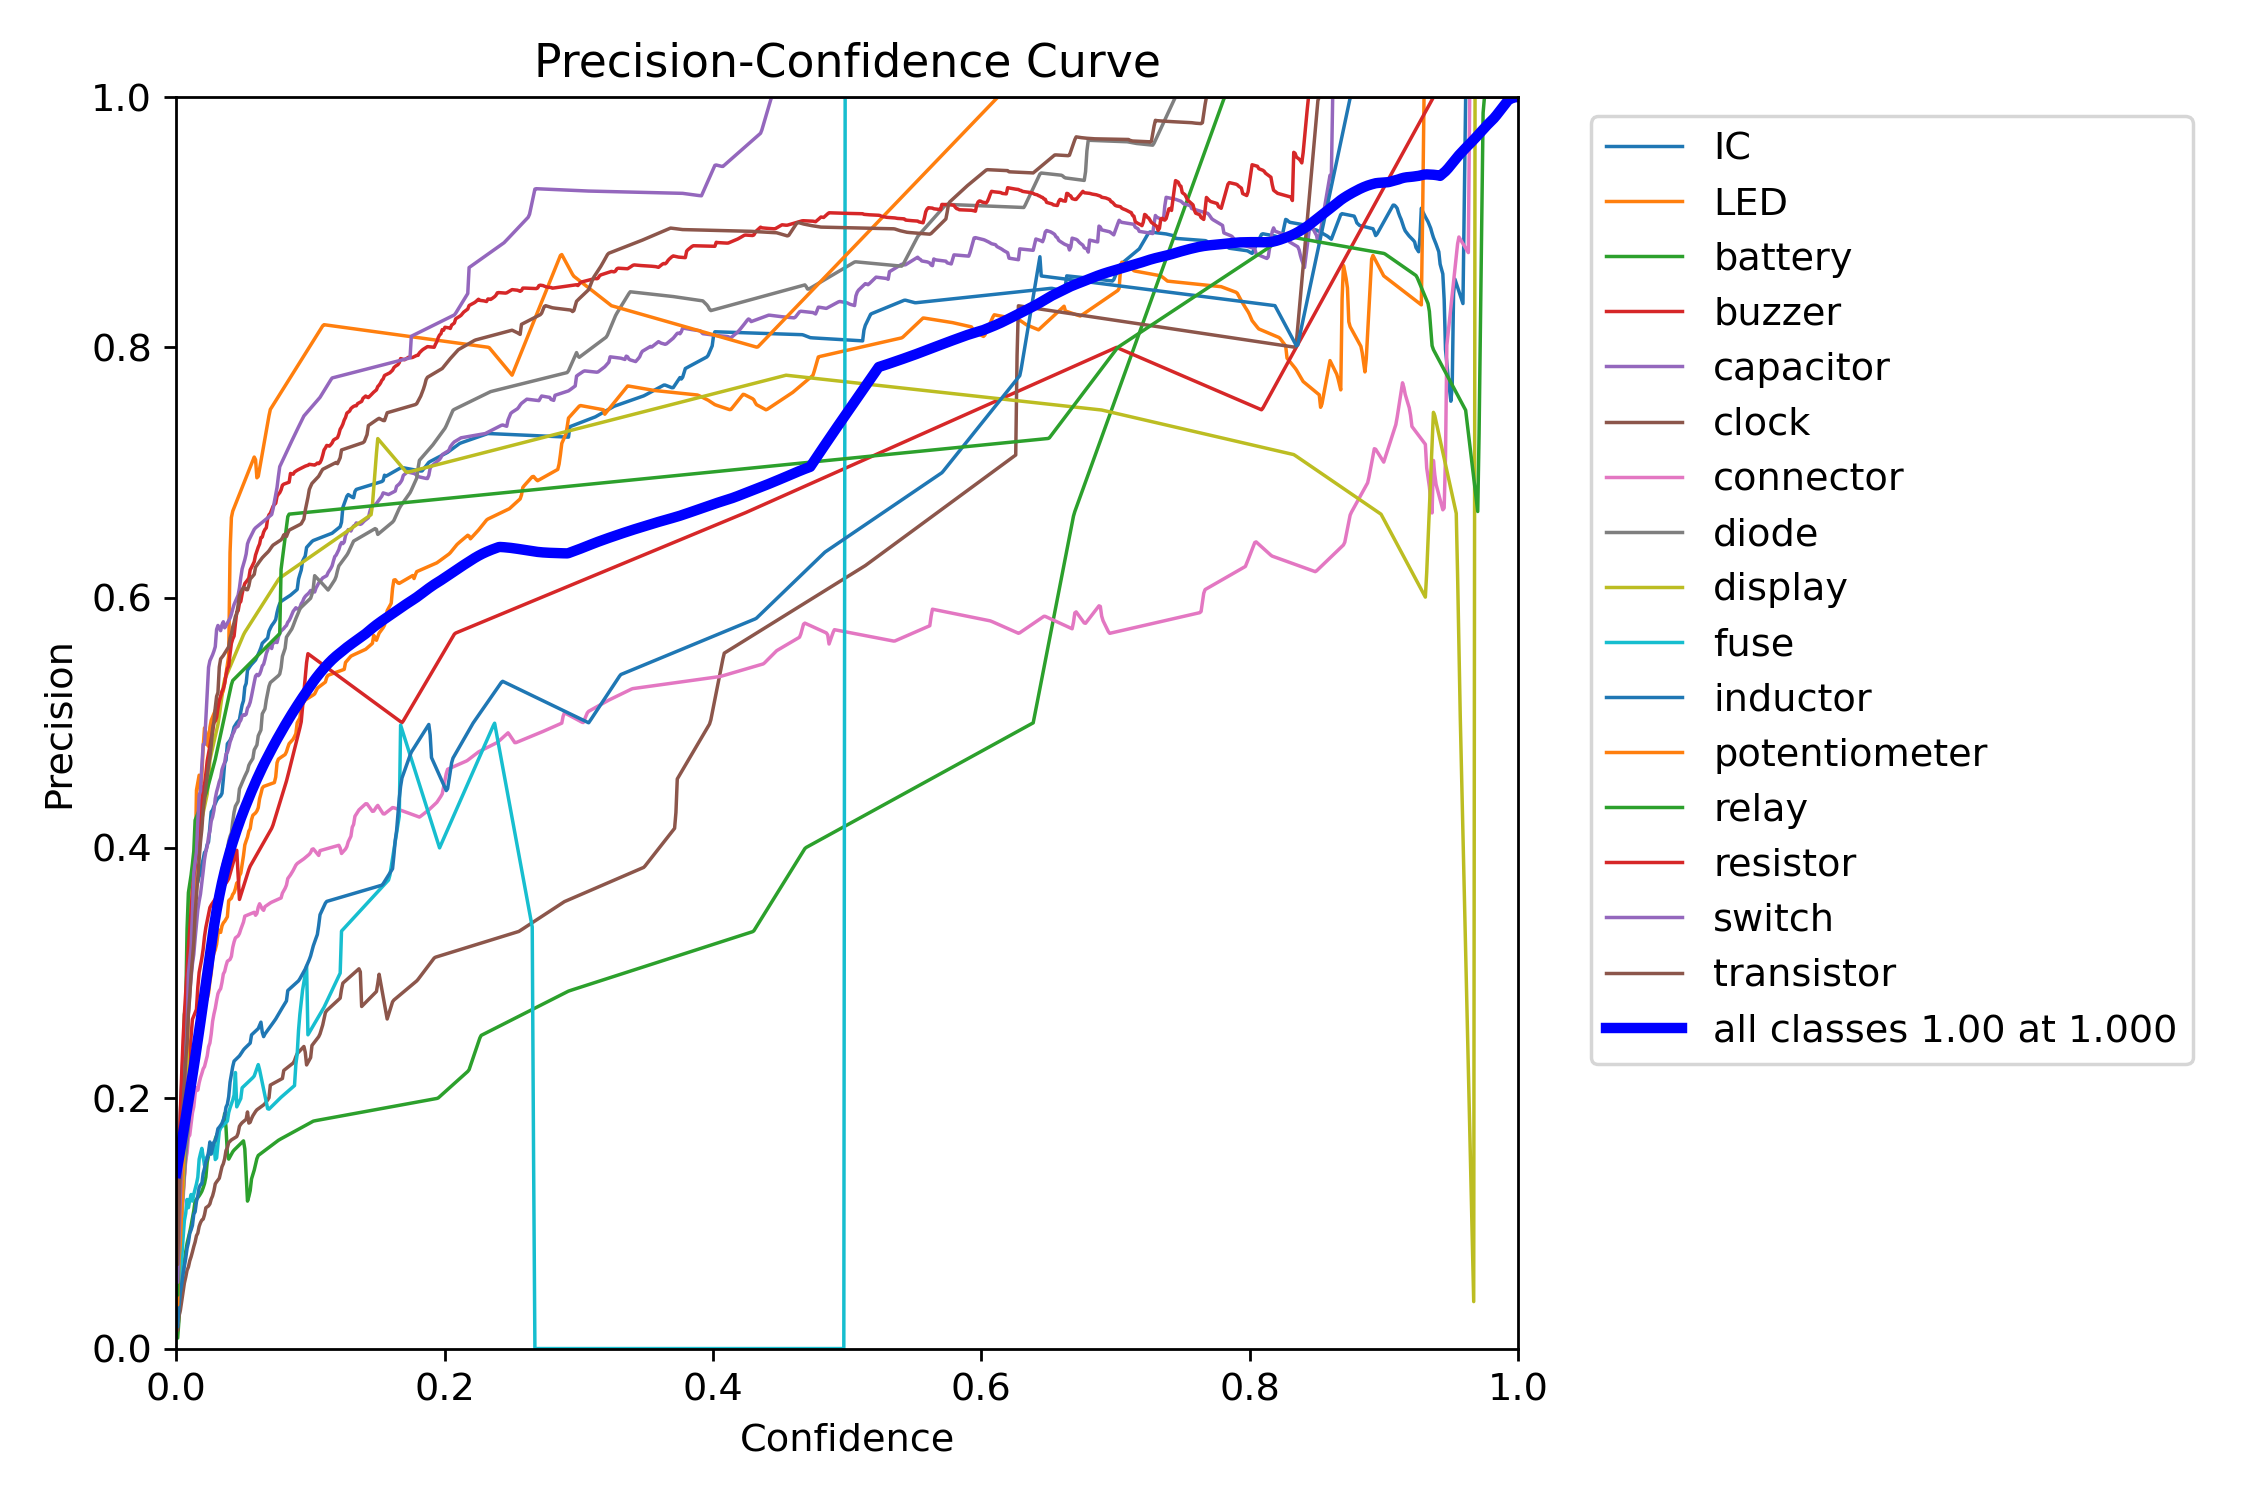 Precision-Confidence Curve
1.0
0.8
0.6
0.4
0.2
0.0
Precision
0.0 0.2 0.4 0.6 0.8 1.0
Confidence
IC
LED
battery
buzzer
capacitor
clock
connector
diode
display
fuse
inductor
potentiometer
relay
resistor
switch
transistor
all classes 1.00 at 1.000